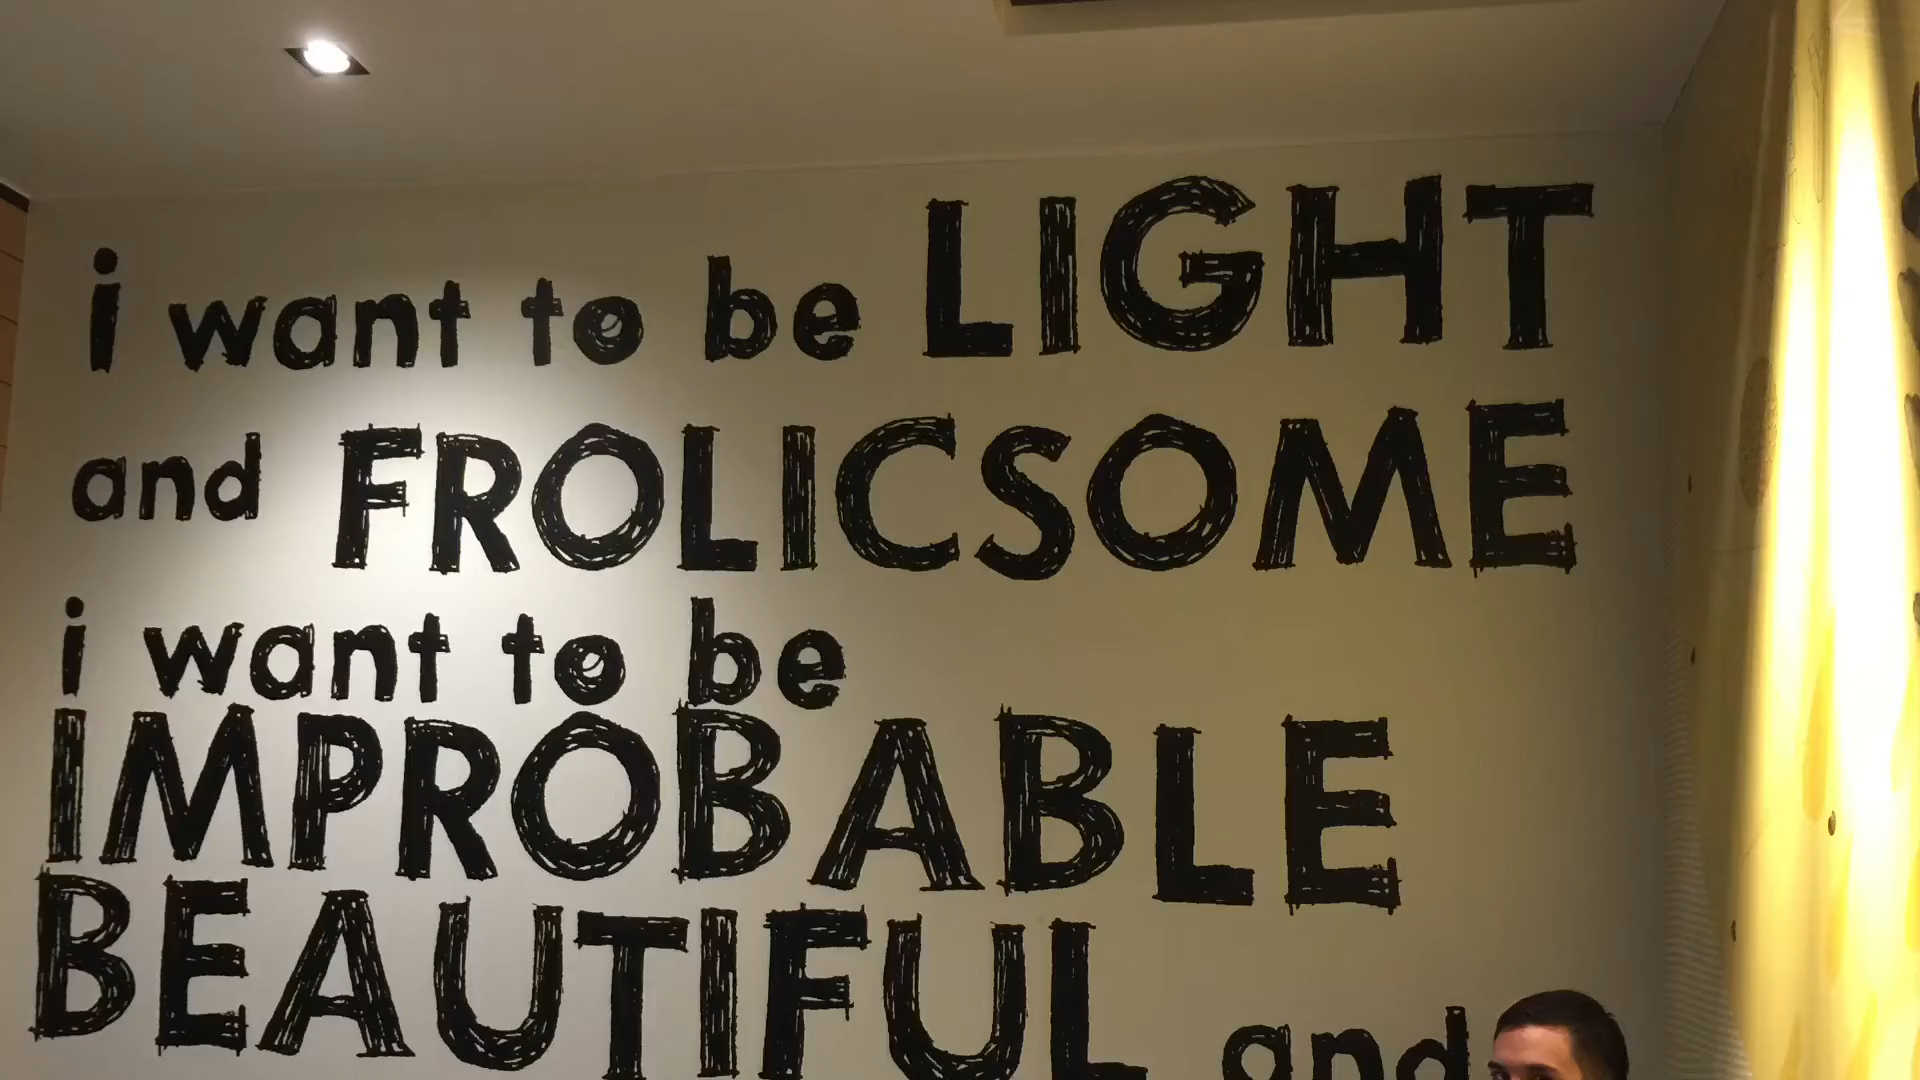 i want to be LIGHT
and FROLICSOME
i want to be
IMPROBABLE
BEAUTIFUL and